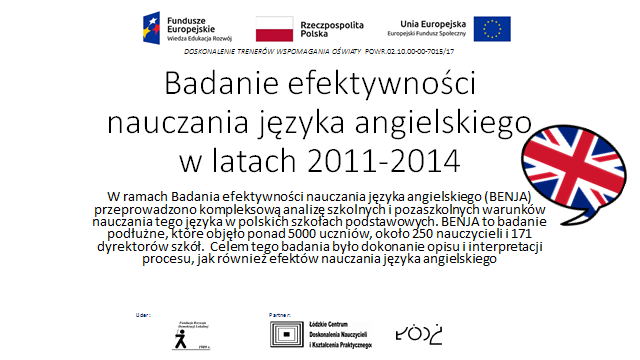 Fundusze
Europejskie
Wiedza Edukacja Rozwój
Rzeczpospolita
Polska
Unia Europejska
Europejski Fundusz Społeczny
DOSKONALENIE TRENERÓW WSPOMAGANIA OŚWIATY POWR.02.10.00-00-7015/17
Badanie efektywności
nauczania języka angielskiego
w latach 2011-2014
W ramach Badania efektywności nauczania języka angielskiego (BENJA)
przeprowadzono kompleksową analizę szkolnych i pozaszkolnych warunków
nauczania tego języka w polskich szkołach podstawowych. BENJA to badanie
podłużne, które objęło ponad 5000 uczniów, około 250 nauczycieli i 171
dyrektorów szkół. Celem tego badania było dokonanie opisu i interpretacji
procesu, jak również efektów nauczania języka angielskiego
Lider:
Partner:
Fundacja Rozwoju
Demokracji Lokalnej
Łódzkie Centrum
Doskonalenia Nauczycieli
i Kształcenia Praktycznego
ŁÓDŹ